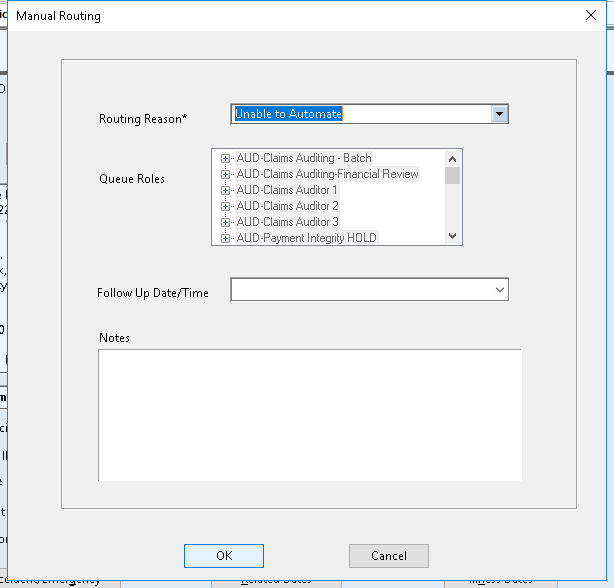 Manual Routing
Routing Reason*
Unable to Automate
Queue Roles
AUD-Claims Auditing - Batch
AUD-Claims Auditing-Financial Review
AUD-Claims Auditor 1
AUD-Claims Auditor 2
AUD-Claims Auditor 3
AUD-Payment Integrity HOLD
Follow Up Date/Time
Notes
OK
Cancel